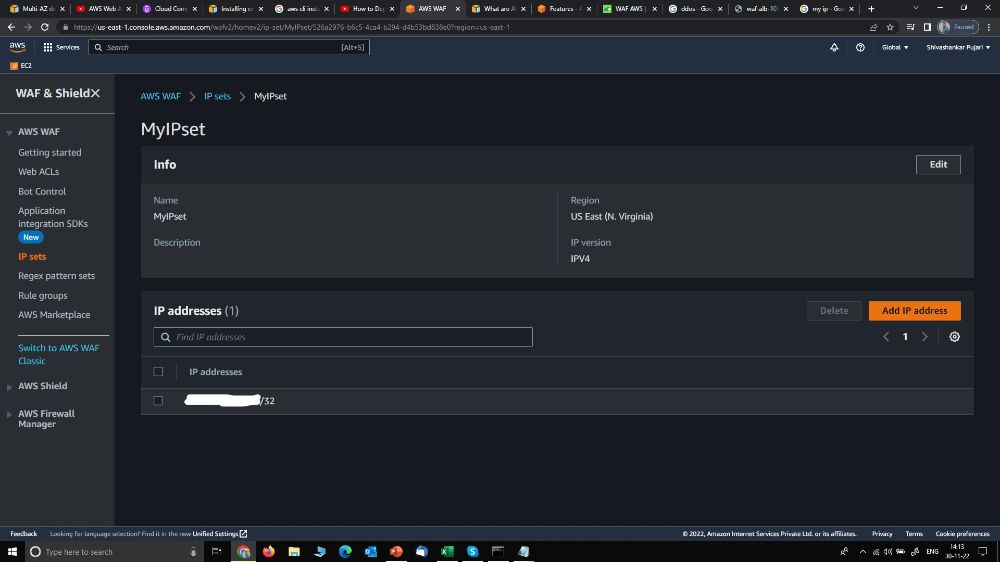 Multi-AZ de
AWS Web A
Cloud Comp
Installing or
aws cli insta
How to Dep
AWS WAF
What are A
Features - A
WAF AWS |
ddos - Goo
waf-alb-103
my ip - Goo
https://us-east-1.console.aws.amazon.com/wafv2/homev2/ip-set/MyIPset/526a2976-b6c5-4ca4-b294-d4b53bd838e0?region=us-east-1
Paused
aws
Services
Search
[Alt+S]
Global
Shivashankar Pujari
EC2
WAF & Shield
AWS WAF
Getting started
Web ACLs
Bot Control
Application
integration SDKs
New
IP sets
Regex pattern sets
Rule groups
AWS Marketplace
Switch to AWS WAF
Classic
AWS Shield
AWS Firewall
Manager
AWS WAF > IP sets > MyIPset
MyIPset
Info
Edit
Name
MyIPset
Region
US East (N. Virginia)
Description
IP version
IPV4
IP addresses (1)
Delete
Add IP address
Find IP addresses
1
IP addresses
/32
Feedback
Looking for language selection? Find it in the new Unified Settings
© 2022, Amazon Internet Services Private Ltd. or its affiliates.
Privacy
Terms
Cookie preferences
Type here to search
ENG
14:13
30-11-22